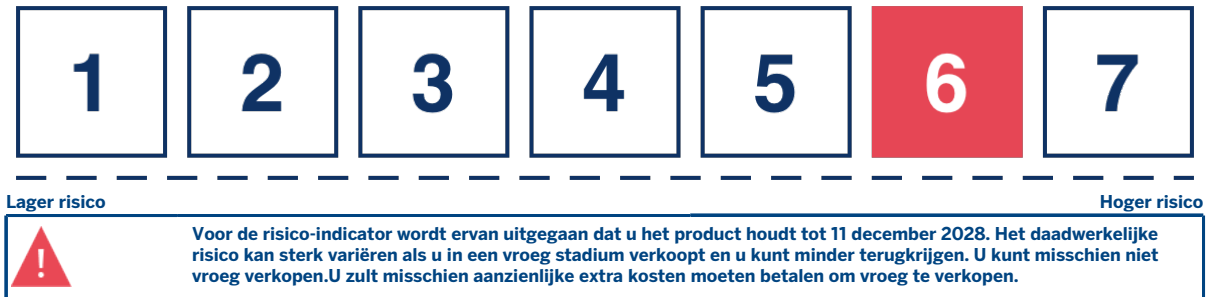 1 2 3 4 5 6 7
Lager risico Hoger risico
!
Voor de risico-indicator wordt ervan uitgegaan dat u het product houdt tot 11 december 2028. Het daadwerkelijke
risico kan sterk variëren als u in een vroeg stadium verkoopt en u kunt minder terugkrijgen. U kunt misschien niet
vroeg verkopen.U zult misschien aanzienlijke extra kosten moeten betalen om vroeg te verkopen.